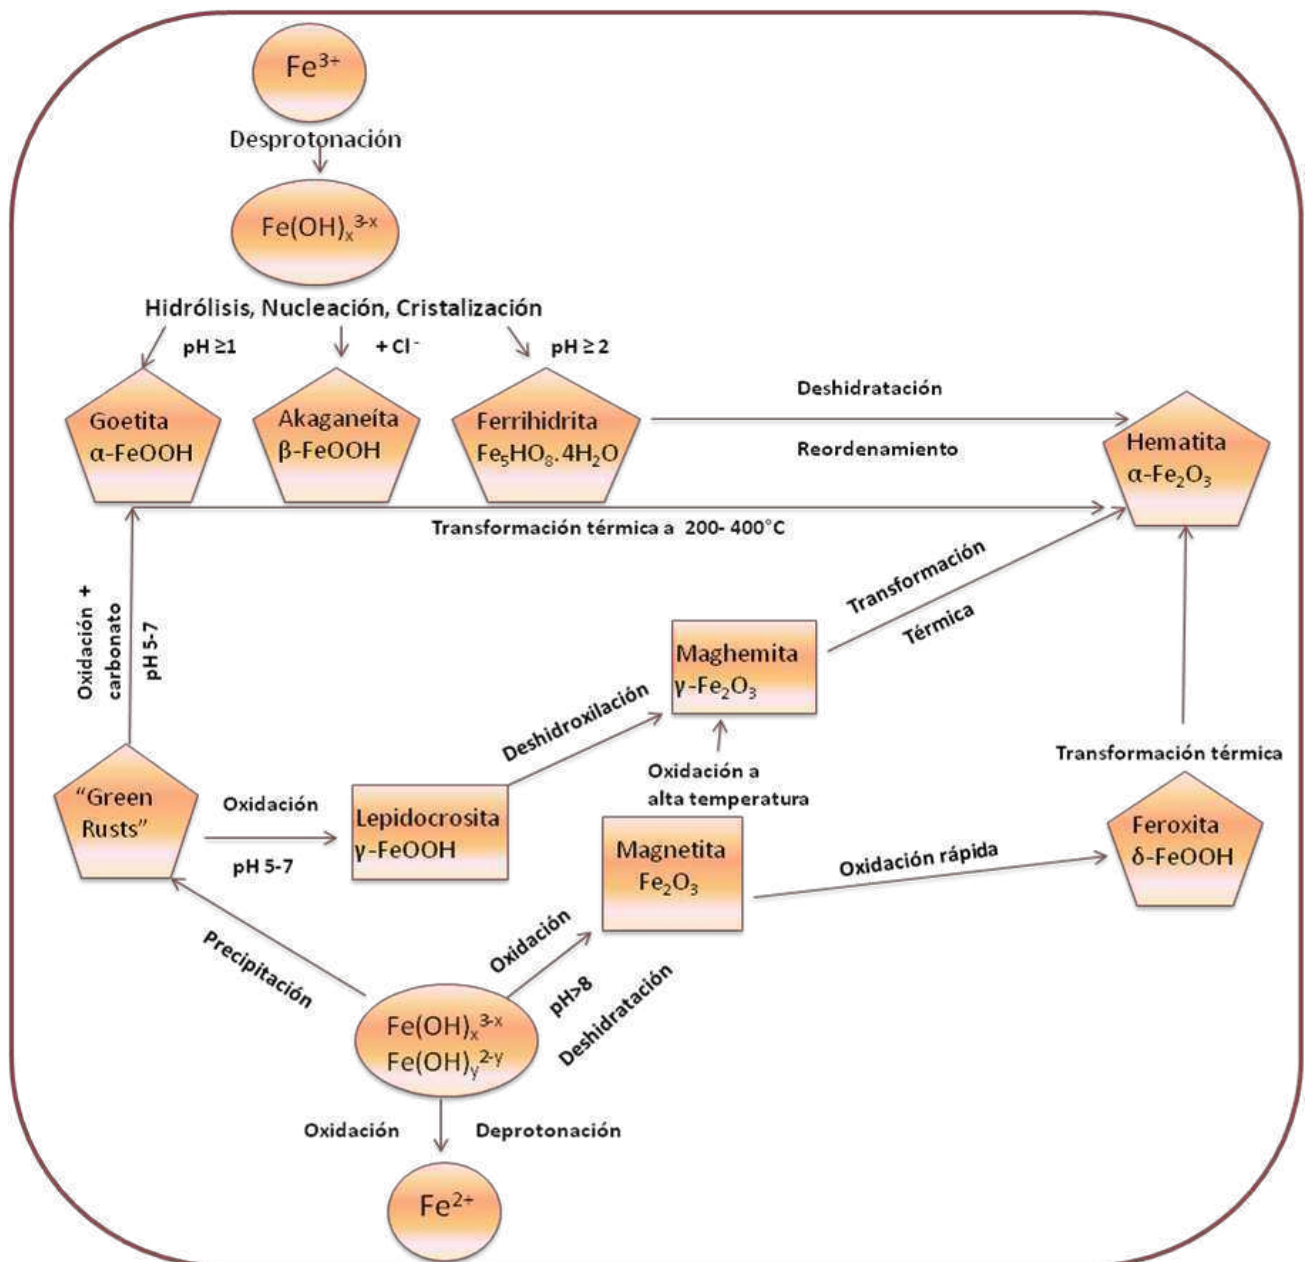 Fe³⁺
Desprotonación
Fe(OH)ₓ³⁻ˣ
Hidrólisis, Nucleación, Cristalización
pH ≥1
+ Cl⁻
pH ≥ 2
Goetita
α-FeOOH
Akaganeíta
β-FeOOH
Ferrihidrita
Fe₅HO₈.4H₂O
Deshidratación
Reordenamiento
Hematita
α-Fe₂O₃
Transformación térmica a 200- 400°C
Oxidación +
carbonato
pH 5-7
Transformación
Térmica
Maghemita
γ-Fe₂O₃
Deshidroxilación
Oxidación a
alta temperatura
Transformación térmica
"Green
Rusts"
Oxidación
pH 5-7
Lepidocrosita
γ-FeOOH
Magnetita
Fe₂O₃
Oxidación rápida
Feroxita
δ-FeOOH
Precipitación
Oxidación
pH>8
Deshidratación
Fe(OH)ₓ³⁻ˣ
Fe(OH)ᵧ²⁻ʸ
Oxidación
Deprotonación
Fe²⁺